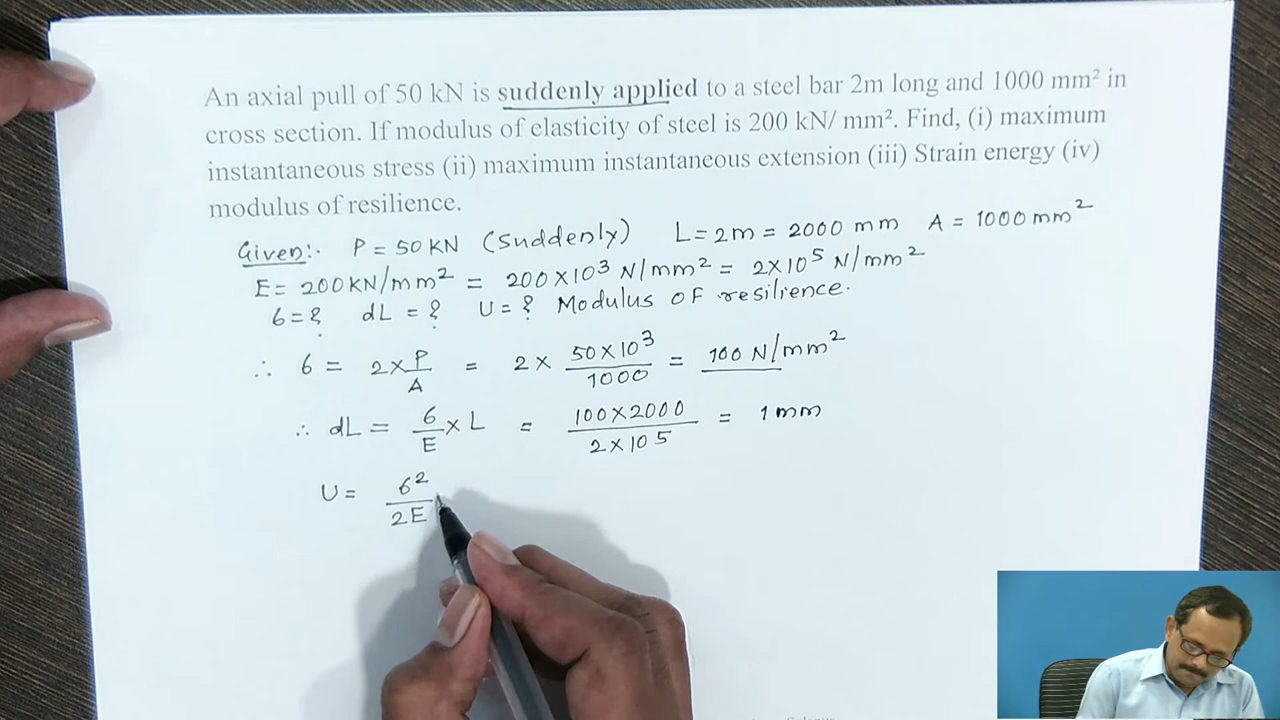 An axial pull of 50 kN is suddenly applied to a steel bar 2m long and 1000 mm² in
cross section. If modulus of elasticity of steel is 200 kN/ mm². Find, (i) maximum
instantaneous stress (ii) maximum instantaneous extension (iii) Strain energy (iv)
modulus of resilience.
Given:- P = 50 KN (Suddenly) L = 2m = 2000 mm A = 1000 mm²
E = 200 KN/mm² = 200 × 10³ N/mm² = 2×10⁵ N/mm²
6 = ? dL = ? U = ? Modulus OF resilience.
∴ 6 = 2 × P/A = 2 × 50×10³/1000 = 100 N/mm²
∴ dL = 6/E × L = 100×2000/2×10⁵ = 1 mm
U = 6²/2E